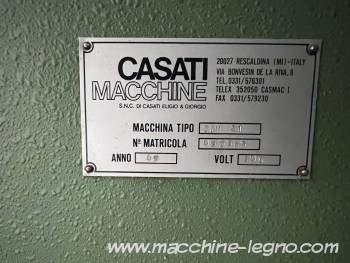 CASATI
MACCHINE
S.N.C. DI CASATI ELIGIO & GIORGIO
20027 RESCALDINA (MI)-ITALY
VIA BONVESIN DE LA RIVA, 8
TEL. 0331/576301
TELEX 352050 CASMAC I
FAX 0331/579230
MACCHINA TIPO
Nº MATRICOLA
ANNO
VOLT
www.macchine-legno.com